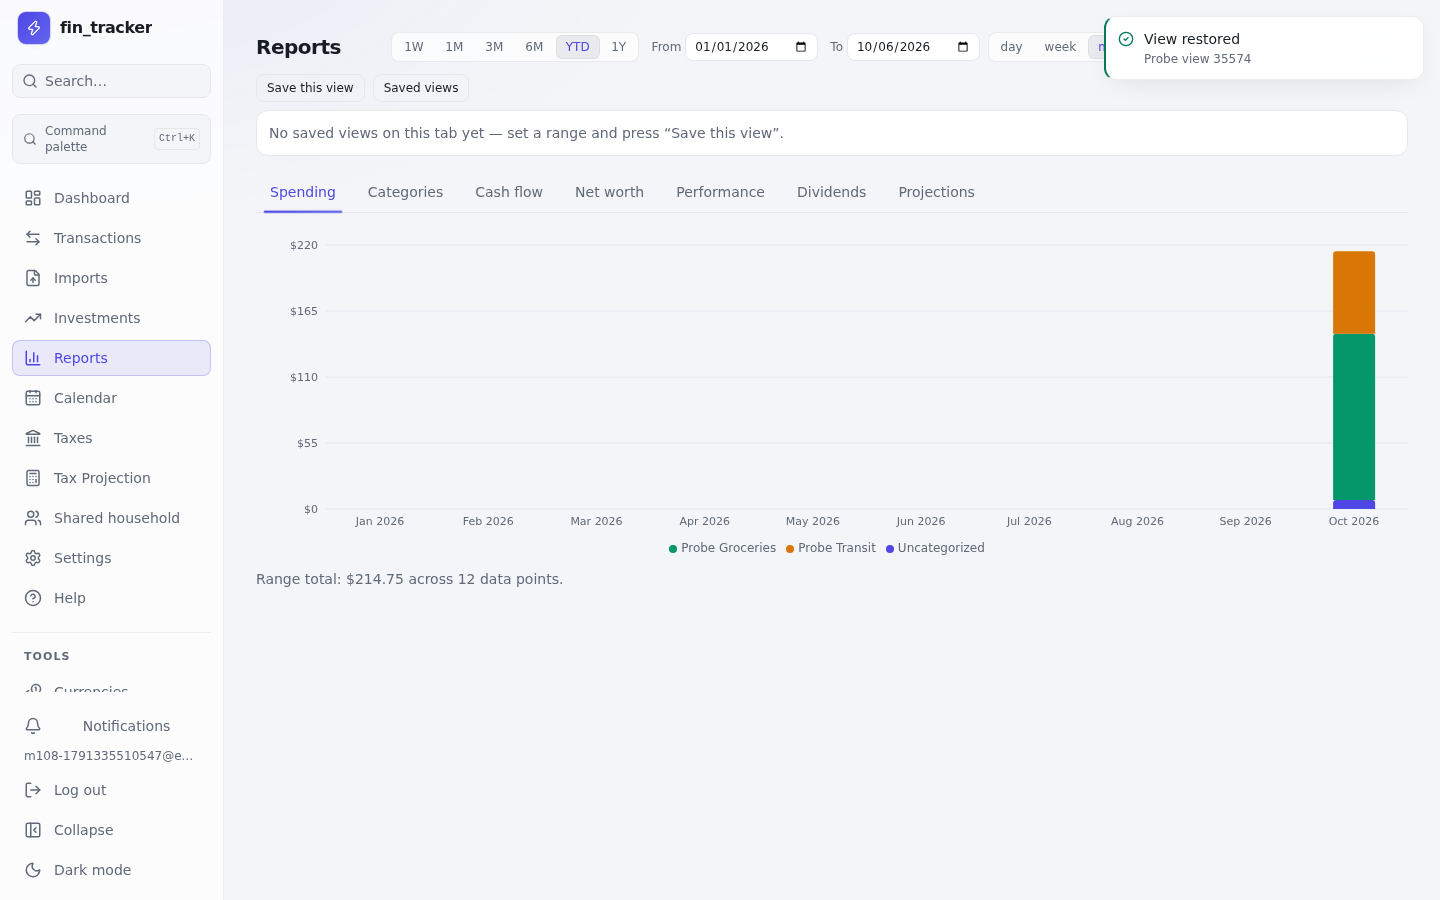 fin_tracker
Search...
Command palette
Ctrl+K
Dashboard
Transactions
Imports
Investments
Reports
Calendar
Taxes
Tax Projection
Shared household
Settings
Help
TOOLS
Currencies
Notifications
m108-1791335510547@e...
Log out
Collapse
Dark mode
Reports
1W 1M 3M 6M YTD 1Y
From 01/01/2026 To 10/06/2026
day week
View restored
Probe view 35574
Save this view
Saved views
No saved views on this tab yet — set a range and press “Save this view”.
Spending Categories Cash flow Net worth Performance Dividends Projections
$220
$165
$110
$55
$0
Jan 2026 Feb 2026 Mar 2026 Apr 2026 May 2026 Jun 2026 Jul 2026 Aug 2026 Sep 2026 Oct 2026
Probe Groceries Probe Transit Uncategorized
Range total: $214.75 across 12 data points.